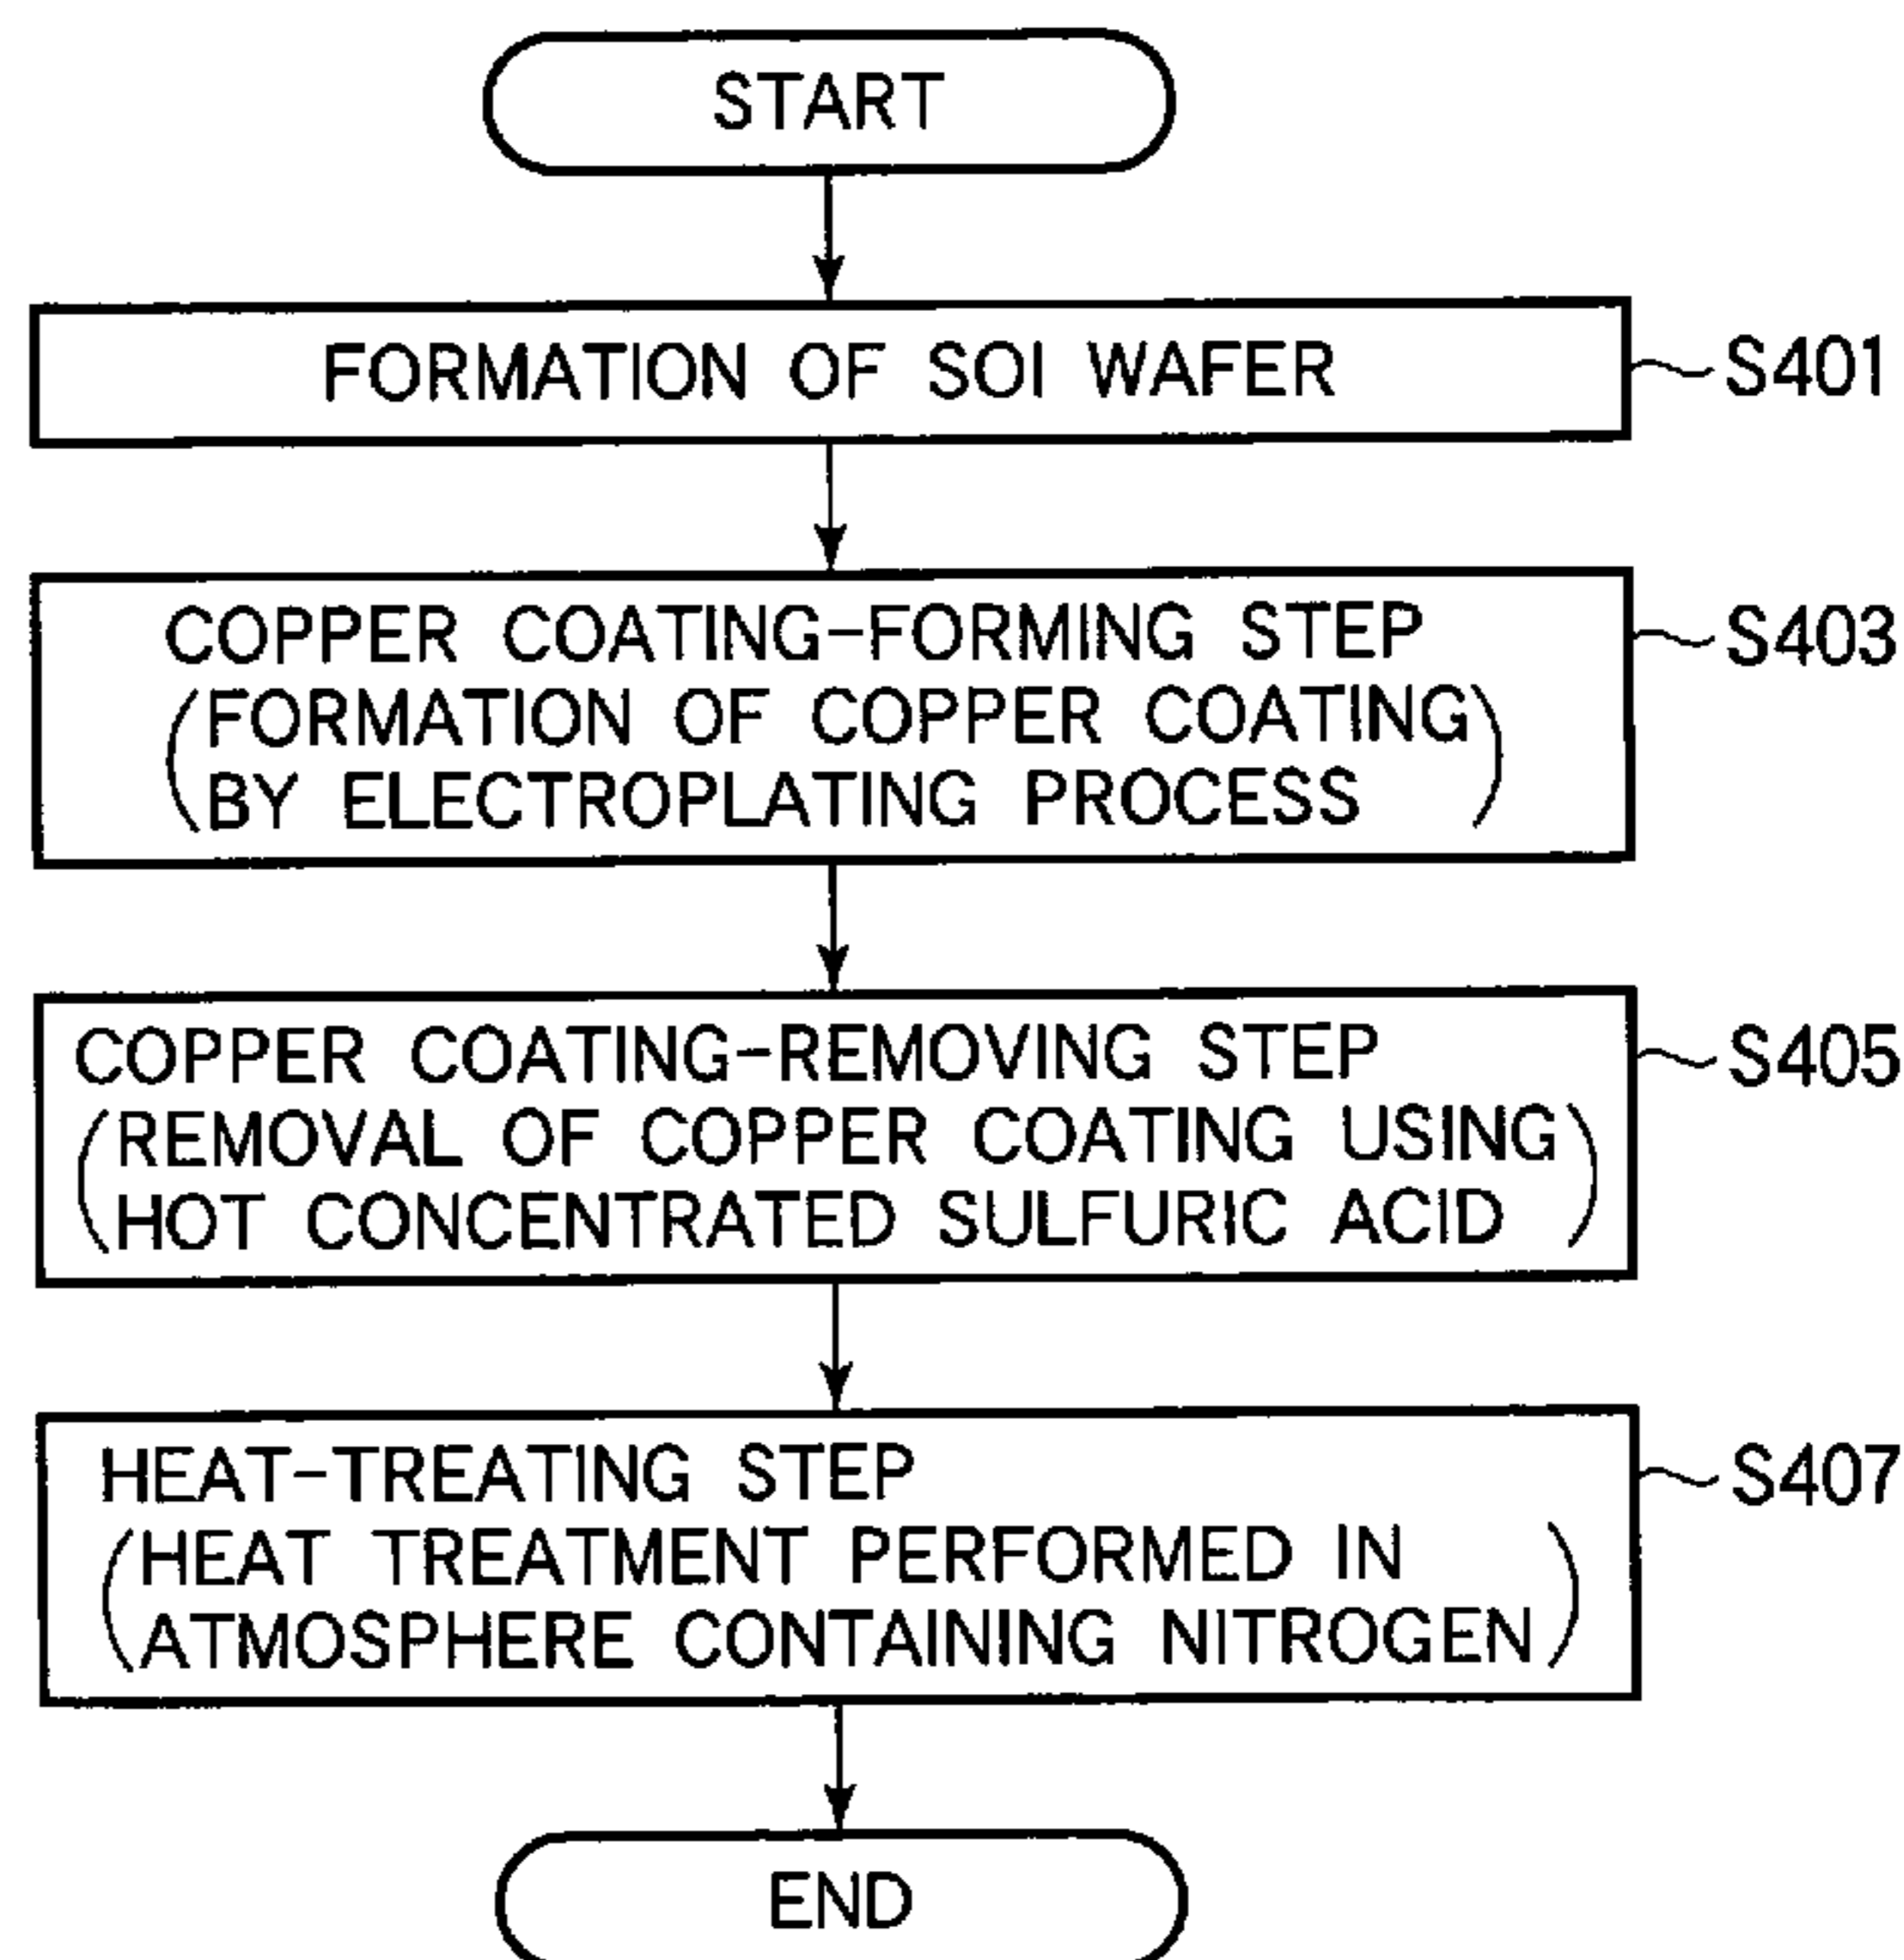 START
FORMATION OF SOI WAFER
S401
COPPER COATING-FORMING STEP
S403
(FORMATION OF COPPER COATING
BY ELECTROPLATING PROCESS)
COPPER COATING-REMOVING STEP
S405
(REMOVAL OF COPPER COATING USING
HOT CONCENTRATED SULFURIC ACID)
HEAT-TREATING STEP
S407
(HEAT TREATMENT PERFORMED IN
ATMOSPHERE CONTAINING NITROGEN)
END